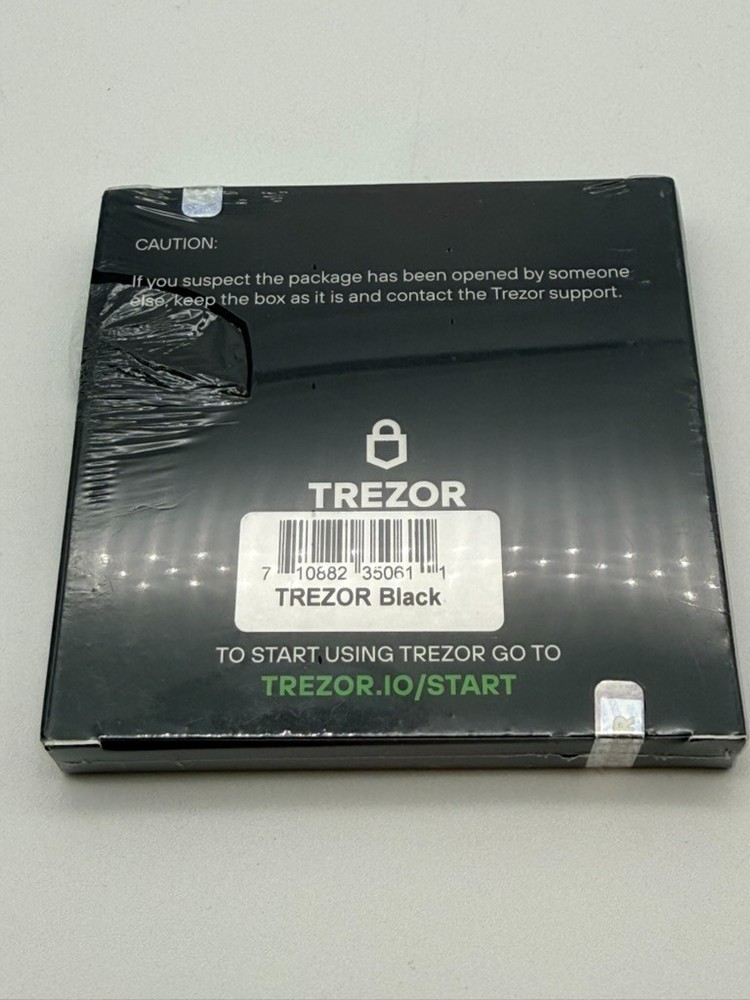 CAUTION:
If you suspect the package has been opened by someone
else, keep the box as it is and contact the Trezor support.
TREZOR
7 10882 35061 1
TREZOR Black
TO START USING TREZOR GO TO
TREZOR.IO/START
R